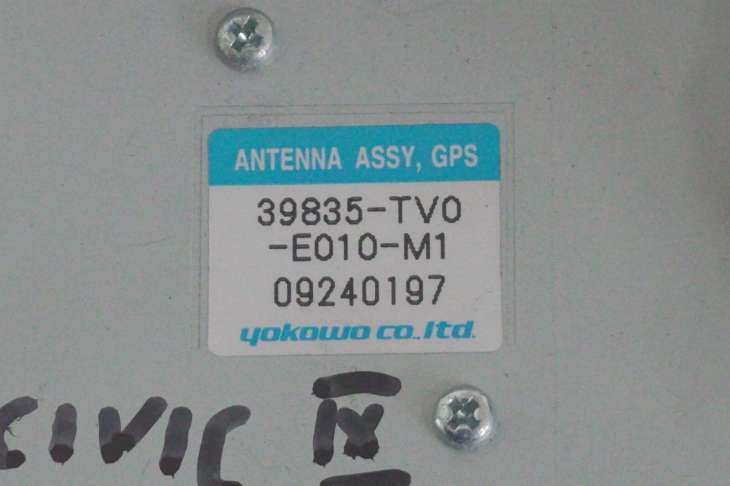 ANTENNA ASSY, GPS
39835-TV0
-E010-M1
09240197
yokowo co., ltd.
CIVIC IX